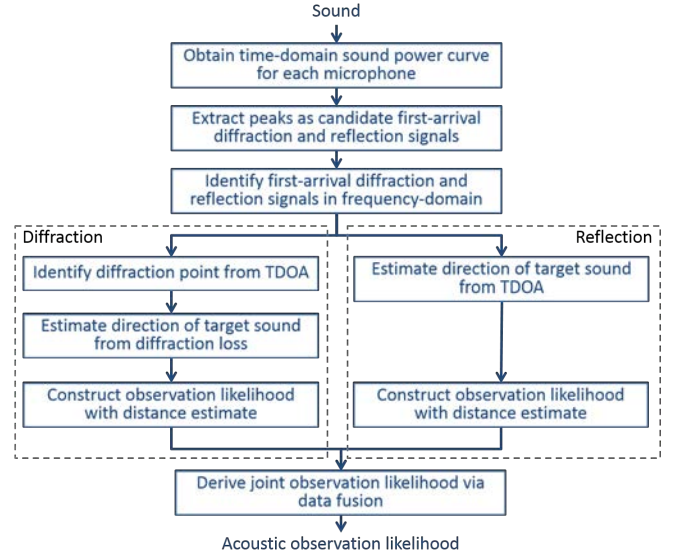 Sound
Obtain time-domain sound power curve
for each microphone
Extract peaks as candidate first-arrival
diffraction and reflection signals
Identify first-arrival diffraction and
reflection signals in frequency-domain
Diffraction
Identify diffraction point from TDOA
Estimate direction of target sound
from diffraction loss
Construct observation likelihood
with distance estimate
Reflection
Estimate direction of target sound
from TDOA
Construct observation likelihood
with distance estimate
Derive joint observation likelihood via
data fusion
Acoustic observation likelihood